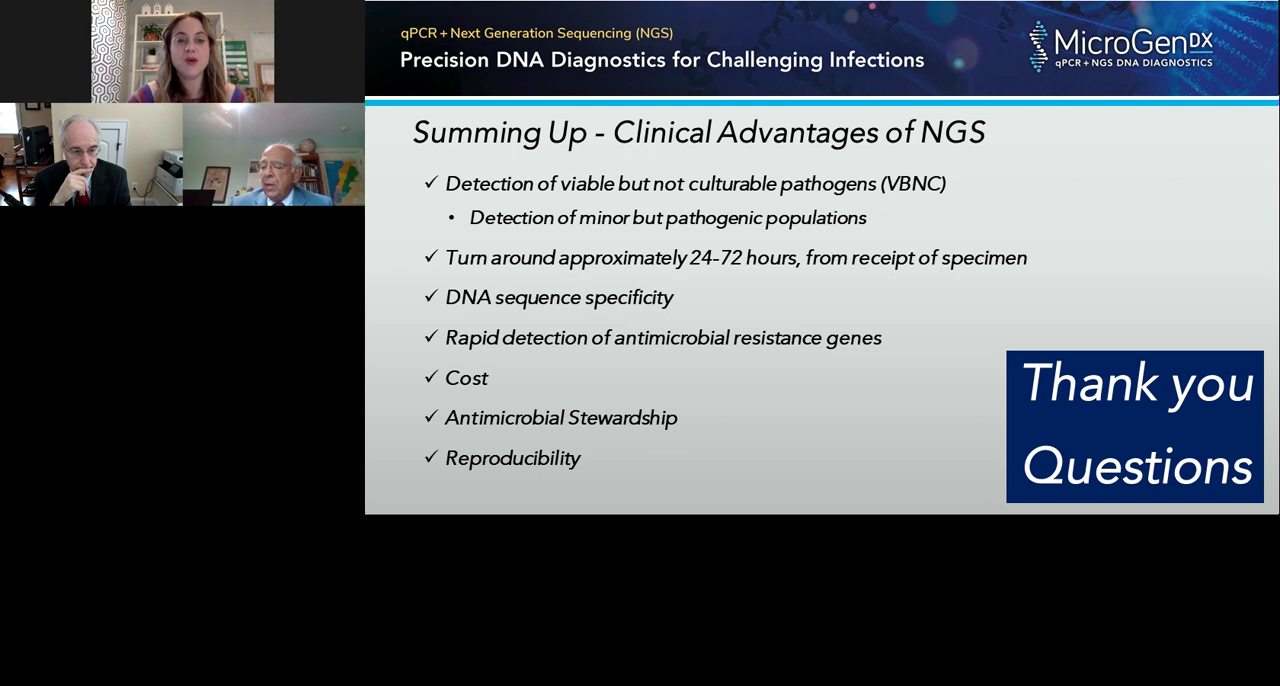 qPCR + Next Generation Sequencing (NGS)
Precision DNA Diagnostics for Challenging Infections
MicroGenDX
qPCR + NGS DNA DIAGNOSTICS
Summing Up - Clinical Advantages of NGS
✓ Detection of viable but not culturable pathogens (VBNC)
• Detection of minor but pathogenic populations
✓ Turn around approximately 24-72 hours, from receipt of specimen
✓ DNA sequence specificity
✓ Rapid detection of antimicrobial resistance genes
✓ Cost
✓ Antimicrobial Stewardship
✓ Reproducibility
Thank you
Questions